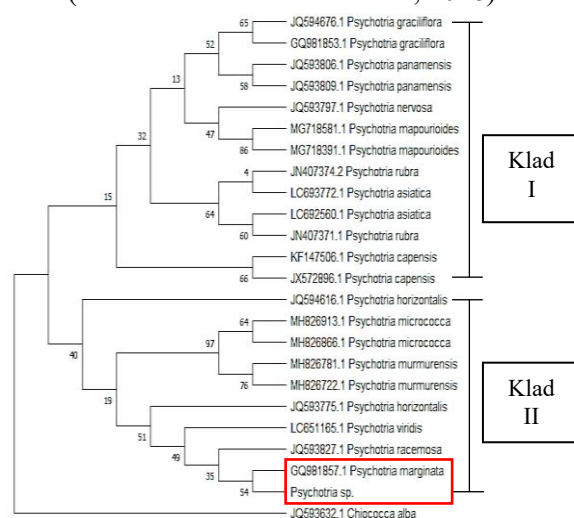 65
JQ594676.1 Psychotria graciliflora
52
GQ981853.1 Psychotria graciliflora
13
JQ593806.1 Psychotria panamensis
58
JQ593809.1 Psychotria panamensis
JQ593797.1 Psychotria nervosa
32
47
MG718581.1 Psychotria mapourioides
86
MG718391.1 Psychotria mapourioides
4
JN407374.2 Psychotria rubra
15
LC693772.1 Psychotria asiatica
64
LC692560.1 Psychotria asiatica
60
JN407371.1 Psychotria rubra
KF147506.1 Psychotria capensis
66
JX572896.1 Psychotria capensis
Klad
I
JQ594616.1 Psychotria horizontalis
64
MH826913.1 Psychotria micrococca
97
MH826866.1 Psychotria micrococca
40
MH826781.1 Psychotria murmurensis
76
MH826722.1 Psychotria murmurensis
19
JQ593775.1 Psychotria horizontalis
51
LC651165.1 Psychotria viridis
49
JQ593827.1 Psychotria racemosa
35
GQ981857.1 Psychotria marginata
54
Psychotria sp.
Klad
II
JQ593632.1 Chiococca alba